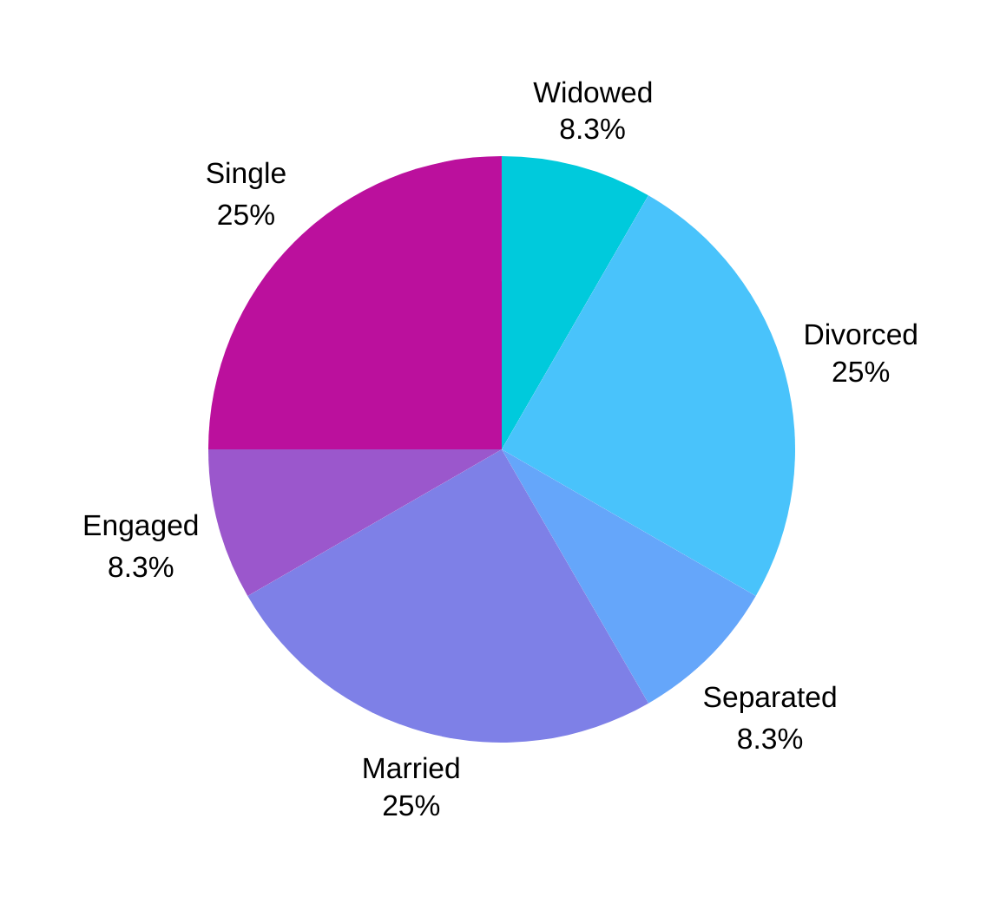 Widowed
8.3%
Single
25%
Divorced
25%
Engaged
8.3%
Separated
8.3%
Married
25%